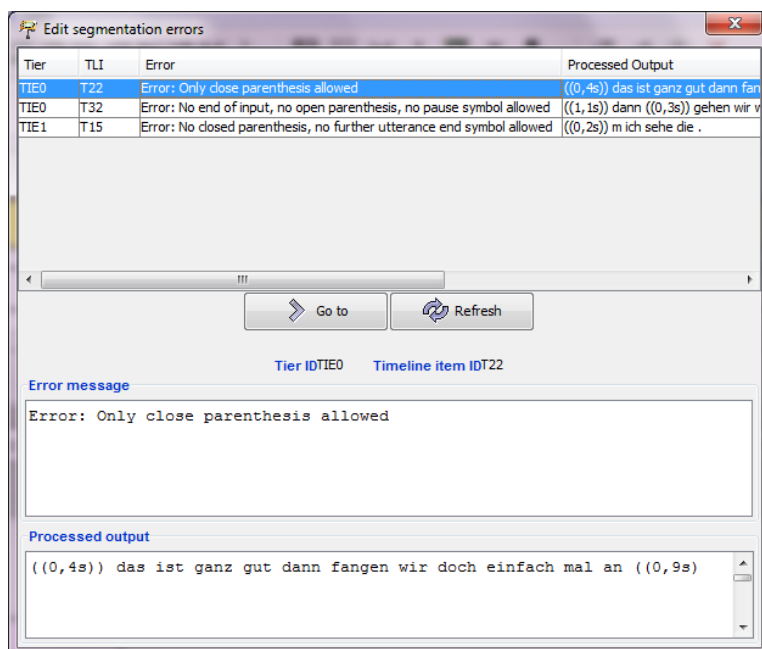 Edit segmentation errors
Tier TLI Error Processed Output
TIE0 T22 Error: Only close parenthesis allowed ((0,4s)) das ist ganz gut dann fan
TIE0 T32 Error: No end of input, no open parenthesis, no pause symbol allowed ((1,1s)) dann ((0,3s)) gehen wir
TIE1 T15 Error: No closed parenthesis, no further utterance end symbol allowed ((0,2s)) m ich sehe die .
Go to Refresh
Tier IDTIE0 Timeline item IDT22
Error message
Error: Only close parenthesis allowed
Processed output
((0,4s)) das ist ganz gut dann fangen wir doch einfach mal an ((0,9s)